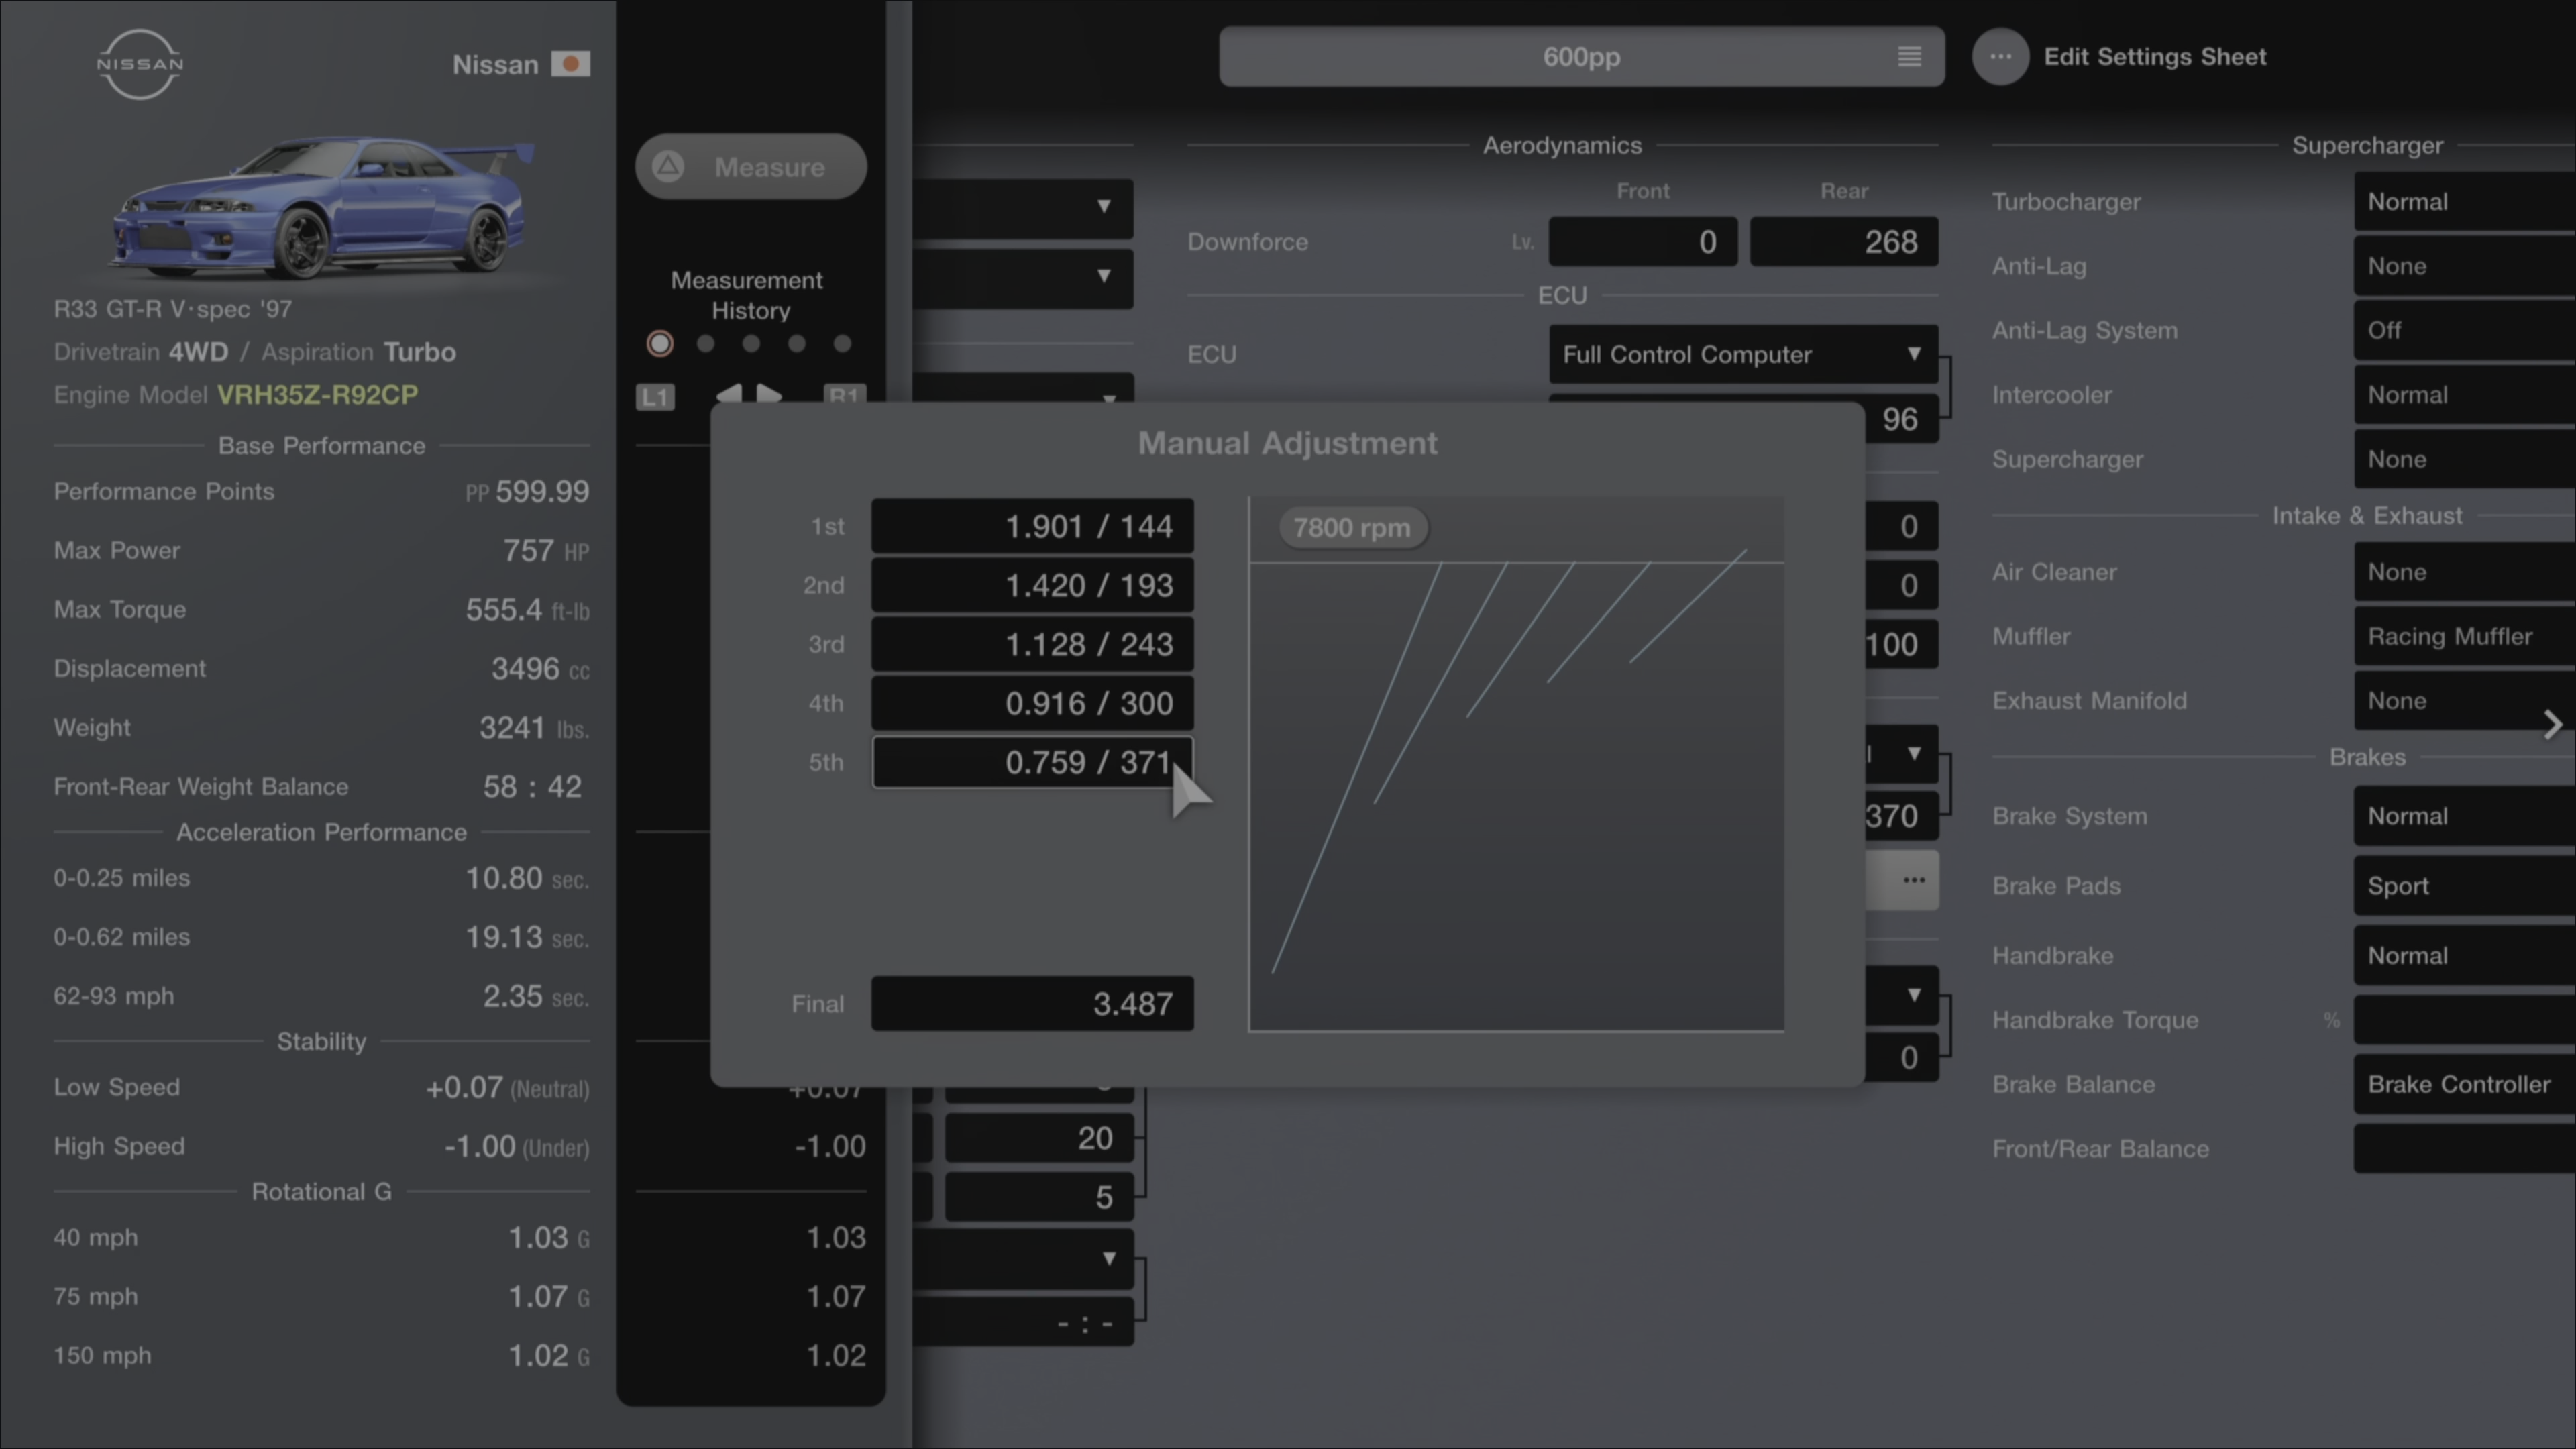 NISSAN
Nissan
R33 GT-R V·spec '97
Drivetrain 4WD / Aspiration Turbo
Engine Model VRH35Z-R92CP
Base Performance
Performance Points PP 599.99
Max Power 757 HP
Max Torque 555.4 ft-lb
Displacement 3496 cc
Weight 3241 lbs.
Front-Rear Weight Balance 58 : 42
Acceleration Performance
0-0.25 miles 10.80 sec.
0-0.62 miles 19.13 sec.
62-93 mph 2.35 sec.
Stability
Low Speed +0.07 (Neutral)
High Speed -1.00 (Under)
Rotational G
40 mph 1.03 G
75 mph 1.07 G
150 mph 1.02 G
Measure
Measurement
History
L1 R1
+0.07
-1.00
1.03
1.07
1.02
20
5
- : -
600pp
Edit Settings Sheet
Aerodynamics
Front Rear
Downforce Lv. 0 268
ECU
ECU Full Control Computer
96
0
0
100
370
0
Manual Adjustment
1st 1.901 / 144
2nd 1.420 / 193
3rd 1.128 / 243
4th 0.916 / 300
5th 0.759 / 371
Final 3.487
7800 rpm
Supercharger
Turbocharger Normal
Anti-Lag None
Anti-Lag System Off
Intercooler Normal
Supercharger None
Intake & Exhaust
Air Cleaner None
Muffler Racing Muffler
Exhaust Manifold None
Brakes
Brake System Normal
Brake Pads Sport
Handbrake Normal
Handbrake Torque %
Brake Balance Brake Controller
Front/Rear Balance